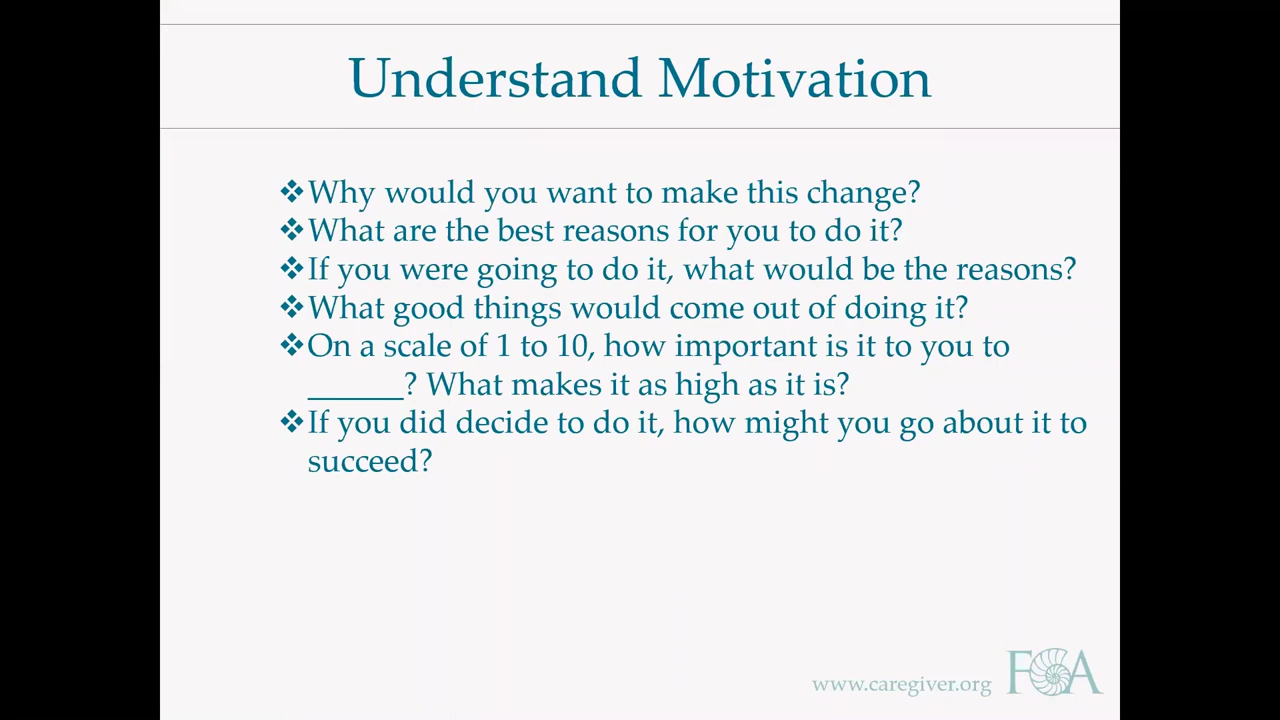 Understand Motivation
❖Why would you want to make this change?
❖What are the best reasons for you to do it?
❖If you were going to do it, what would be the reasons?
❖What good things would come out of doing it?
❖On a scale of 1 to 10, how important is it to you to
______? What makes it as high as it is?
❖If you did decide to do it, how might you go about it to
succeed?
www.caregiver.org FCA